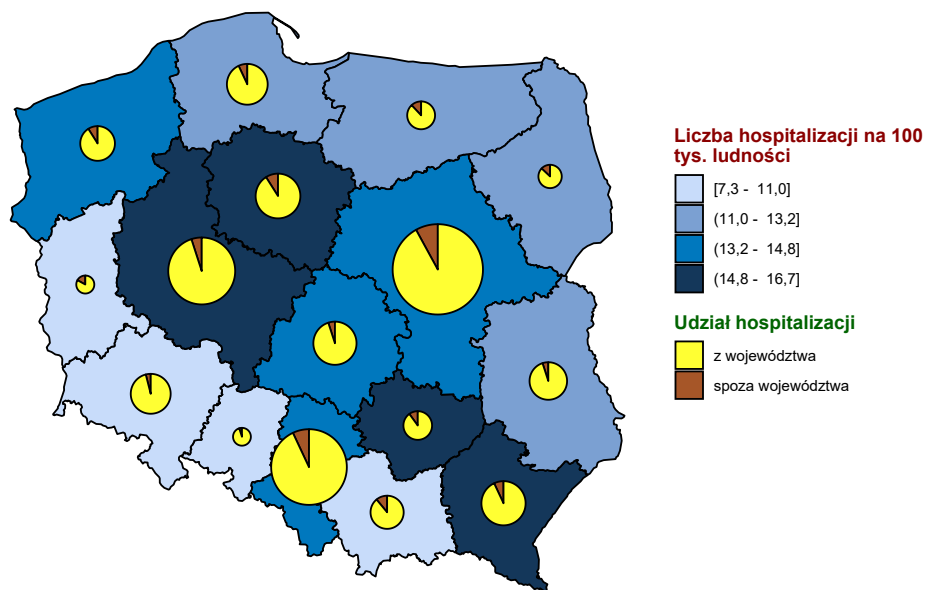 Liczba hospitalizacji na 100
tys. ludności
[7,3 - 11,0]
(11,0 - 13,2]
(13,2 - 14,8]
(14,8 - 16,7]
Udział hospitalizacji
z województwa
spoza województwa